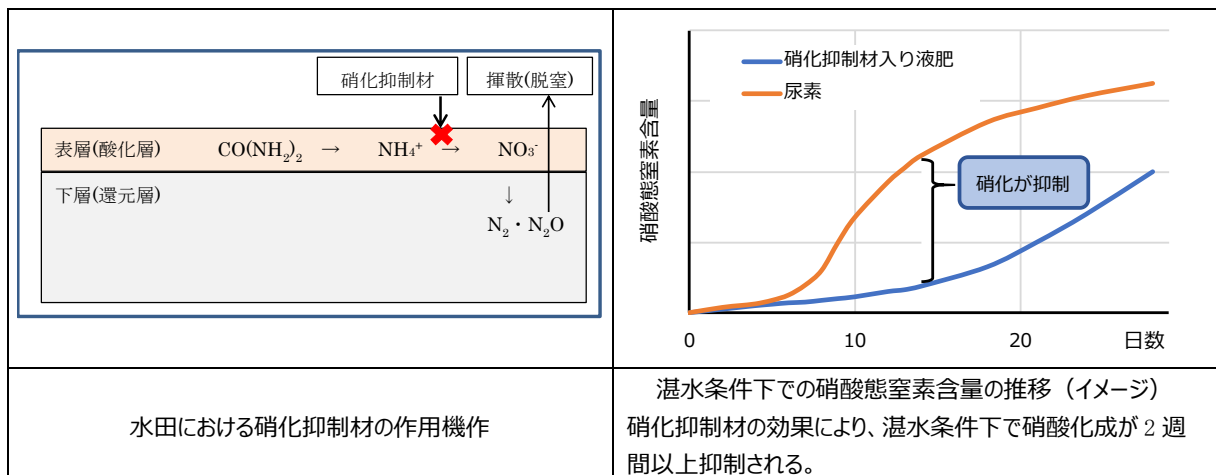 硝化抑制材
揮散(脱窒)
表層(酸化層) CO(NH₂)₂ → NH₄⁺ → NO₃⁻
下層(還元層)
↓
N₂・N₂O
水田における硝化抑制材の作用機作
硝酸態窒素含量
硝化抑制材入り液肥
尿素
硝化が抑制
0 10 20 日数
湛水条件下での硝酸態窒素含量の推移（イメージ）
硝化抑制材の効果により、湛水条件下で硝酸化成が 2 週
間以上抑制される。